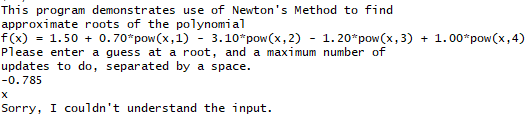 This program demonstrates use of Newton's Method to find
approximate roots of the polynomial
f(x) = 1.50 + 0.70*pow(x,1) - 3.10*pow(x,2) - 1.20*pow(x,3) + 1.00*pow(x,4)
Please enter a guess at a root, and a maximum number of
updates to do, separated by a space.
-0.785
x
Sorry, I couldn't understand the input.